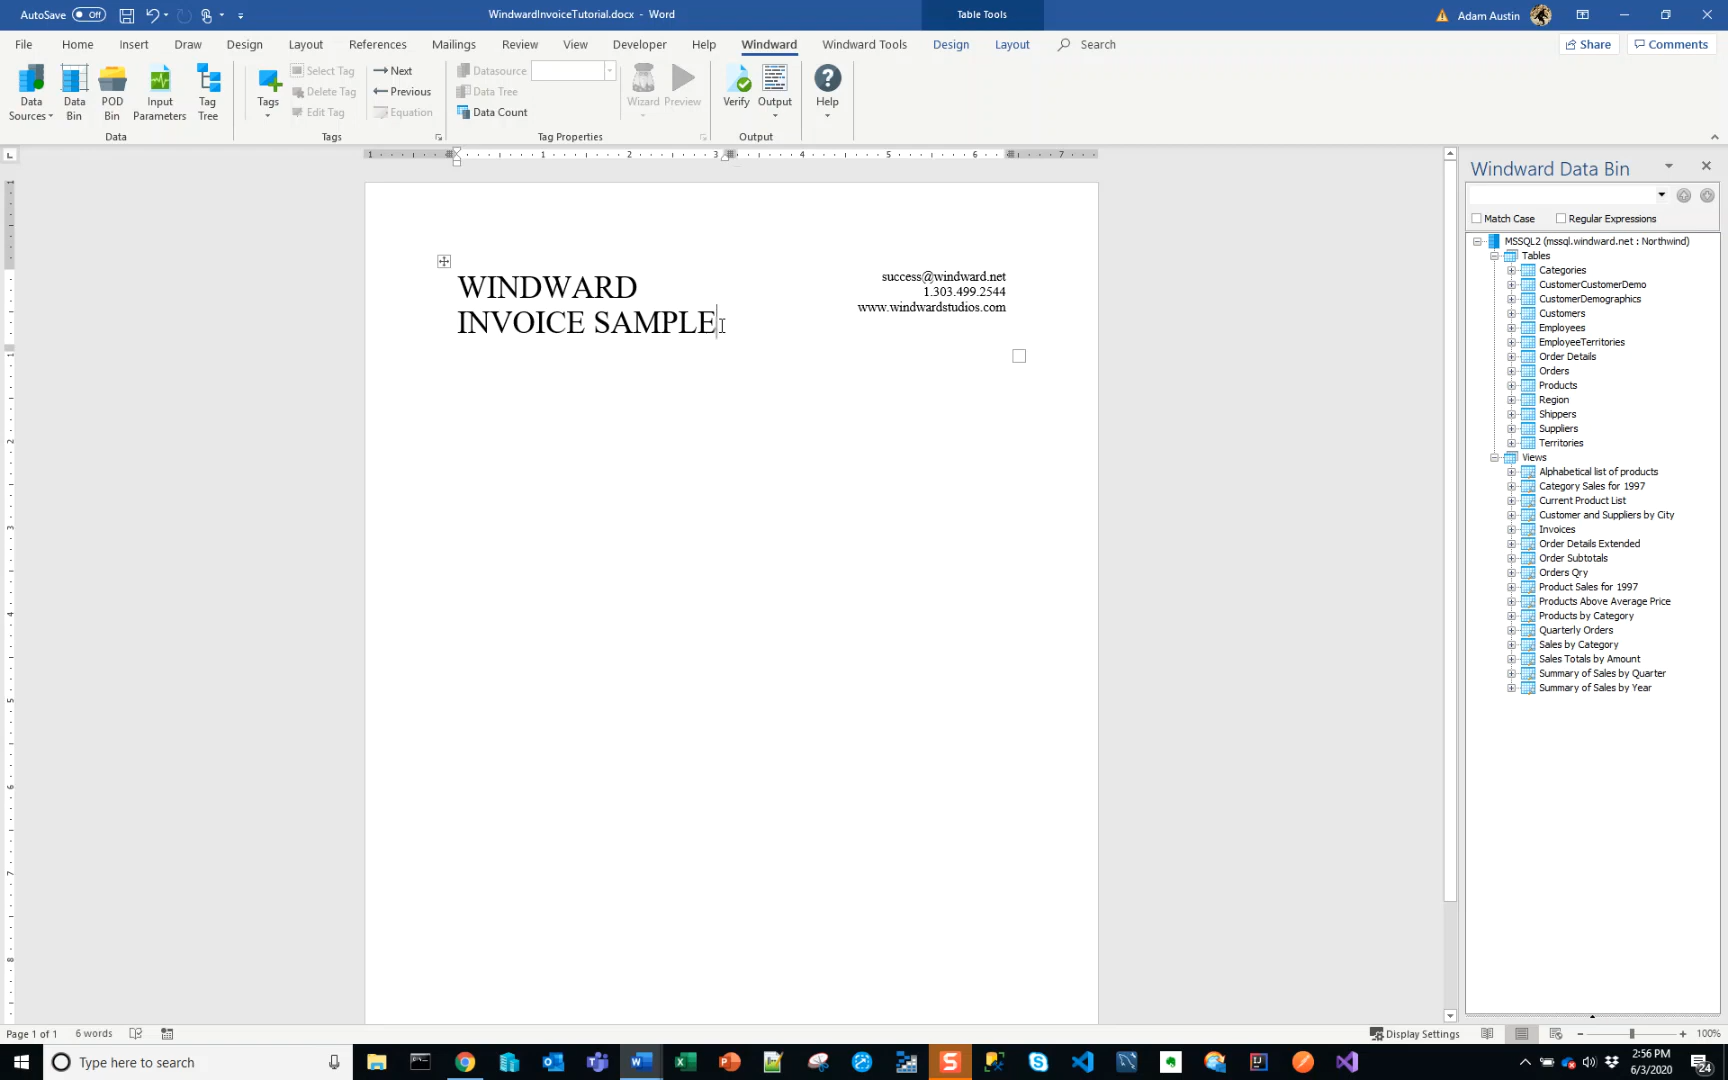 AutoSave Off
WindwardInvoiceTutorial.docx - Word
Table Tools
Adam Austin
File Home Insert Draw Design Layout References Mailings Review View Developer Help Windward Windward Tools Design Layout Search
Share Comments
Data Sources
Data Bin
POD Bin
Input Parameters
Tag Tree
Data
Tags
Select Tag
Delete Tag
Edit Tag
Next
Previous
Equation
Tags
Datasource:
Data Tree
Data Count
Wizard
Preview
Tag Properties
Verify
Output
Output
Help
1 1 2 3 4 5 6 7
WINDWARD
INVOICE SAMPLE
success@windward.net
1.303.499.2544
www.windwardstudios.com
Windward Data Bin
Match Case Regular Expressions
MSSQL2 (mssql.windward.net : Northwind)
Tables
Categories
CustomerCustomerDemo
CustomerDemographics
Customers
Employees
EmployeeTerritories
Order Details
Orders
Products
Region
Shippers
Suppliers
Territories
Views
Alphabetical list of products
Category Sales for 1997
Current Product List
Customer and Suppliers by City
Invoices
Order Details Extended
Order Subtotals
Orders Qry
Product Sales for 1997
Products Above Average Price
Products by Category
Quarterly Orders
Sales by Category
Sales Totals by Amount
Summary of Sales by Quarter
Summary of Sales by Year
Page 1 of 1 6 words
Display Settings
100%
Type here to search
2:56 PM
6/3/2020
24